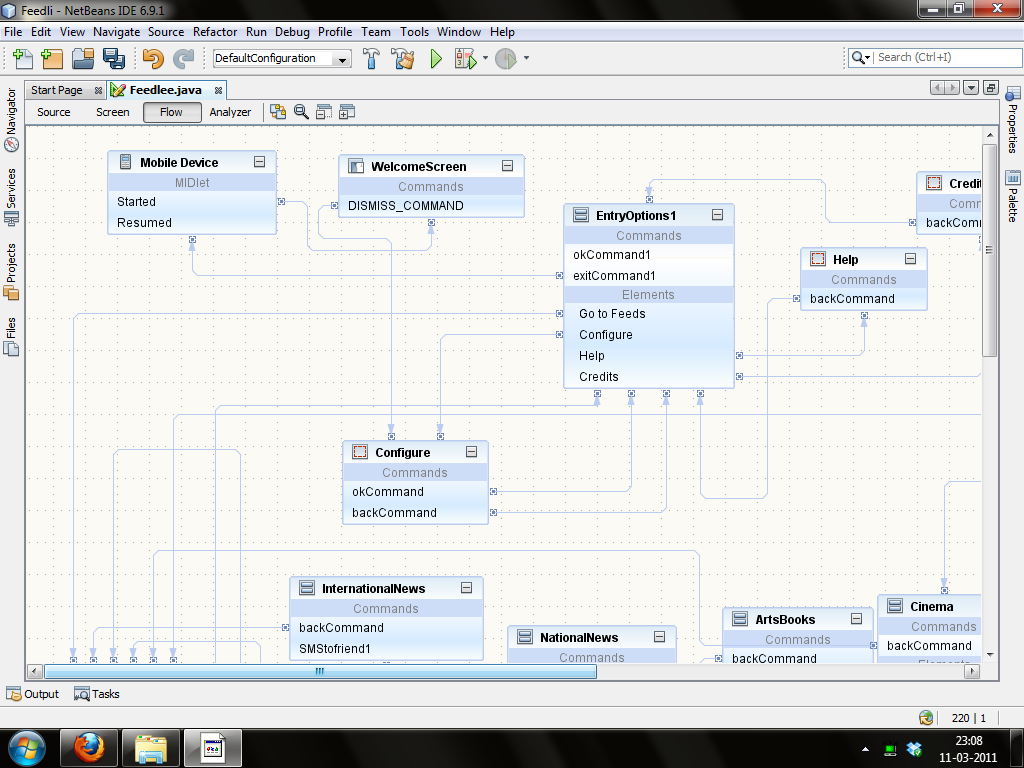 Feedli - NetBeans IDE 6.9.1
File Edit View Navigate Source Refactor Run Debug Profile Team Tools Window Help
DefaultConfiguration
Search (Ctrl+I)
Start Page
Feedlee.java
Source Screen Flow Analyzer
Navigator
Services
Projects
Files
Properties
Palette
Mobile Device
MIDlet
Started
Resumed
WelcomeScreen
Commands
DISMISS_COMMAND
EntryOptions1
Commands
okCommand1
exitCommand1
Elements
Go to Feeds
Configure
Help
Credits
Credit
Comm
backComm
Help
Commands
backCommand
Configure
Commands
okCommand
backCommand
InternationalNews
Commands
backCommand
SMStofriend1
NationalNews
Commands
ArtsBooks
Commands
backCommand
Cinema
Commands
backCommand
Elements
Output Tasks
220 | 1
23:08
11-03-2011